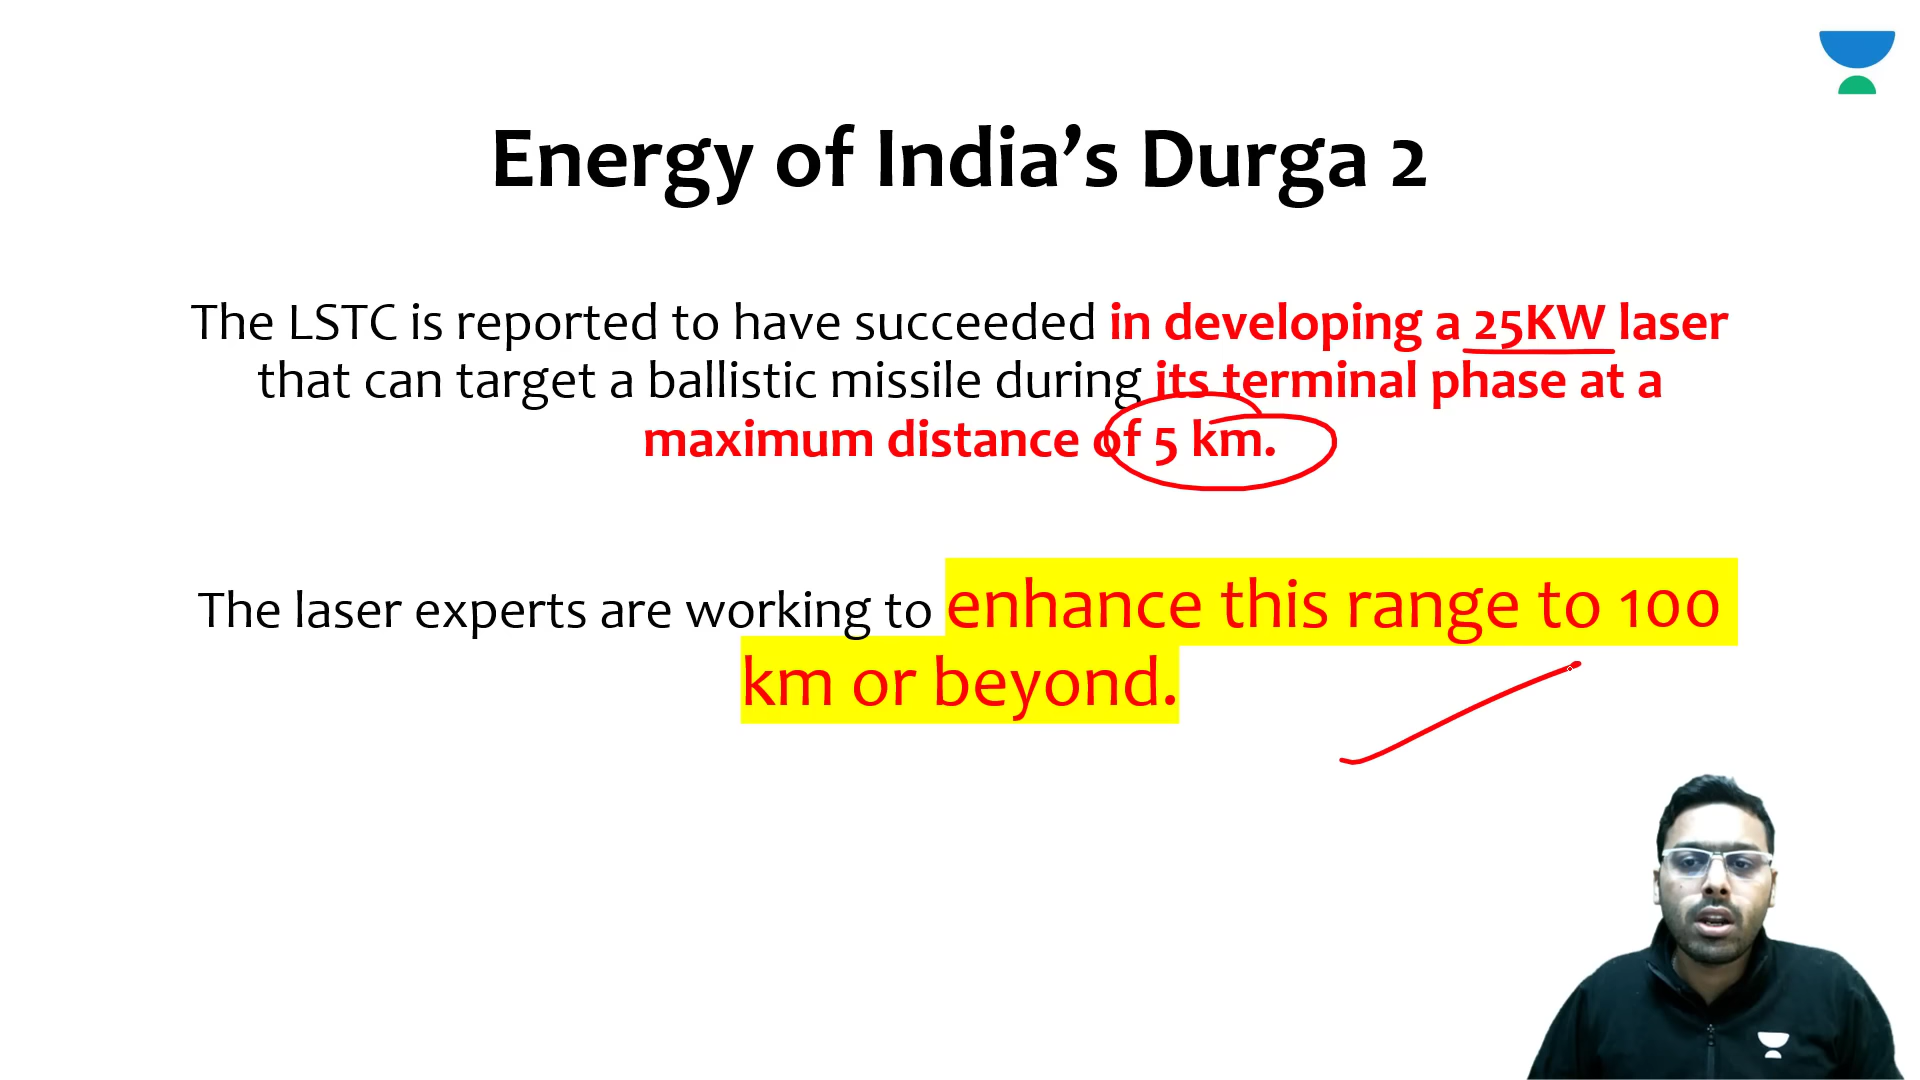 Energy of India’s Durga 2
The LSTC is reported to have succeeded in developing a 25KW laser
that can target a ballistic missile during its terminal phase at a
maximum distance of 5 km.
The laser experts are working to enhance this range to 100
km or beyond.